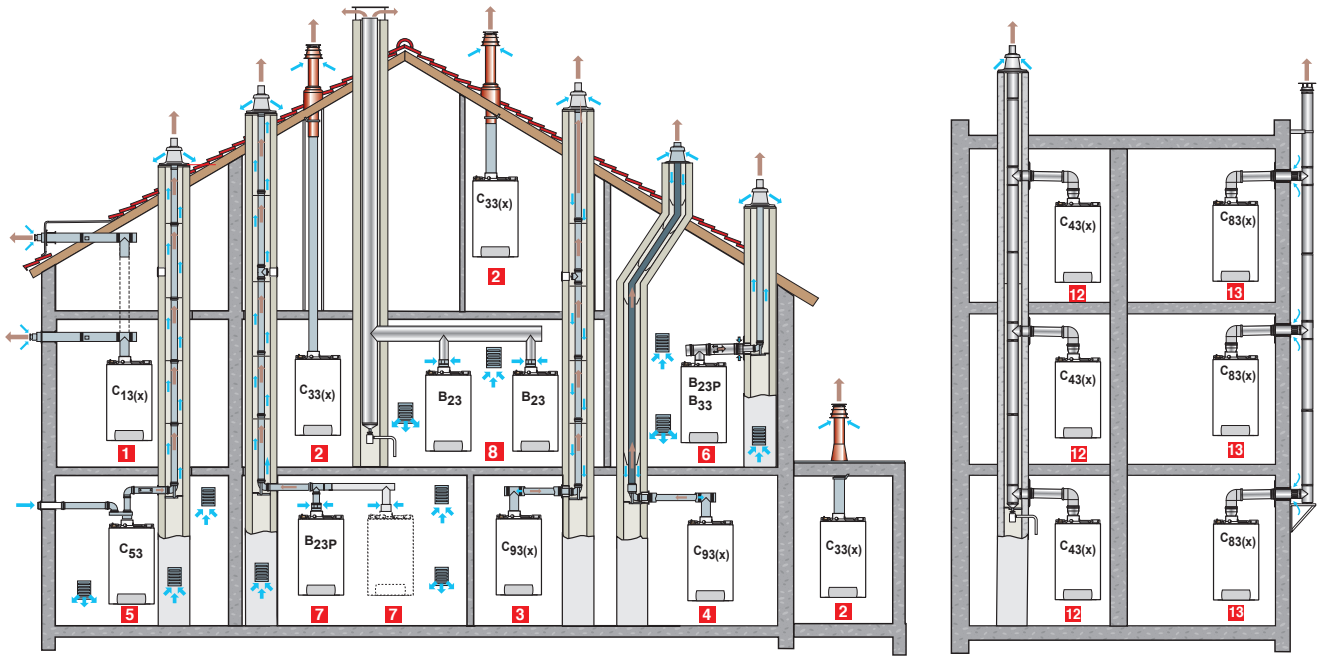 C33(x)
2
C13(x)
1
C33(x)
2
B23
B23
8
B23P
B33
6
C53
5
B23P
7
7
C93(x)
3
C93(x)
4
C33(x)
2
C43(x)
12
C83(x)
13
C43(x)
12
C83(x)
13
C43(x)
12
C83(x)
13